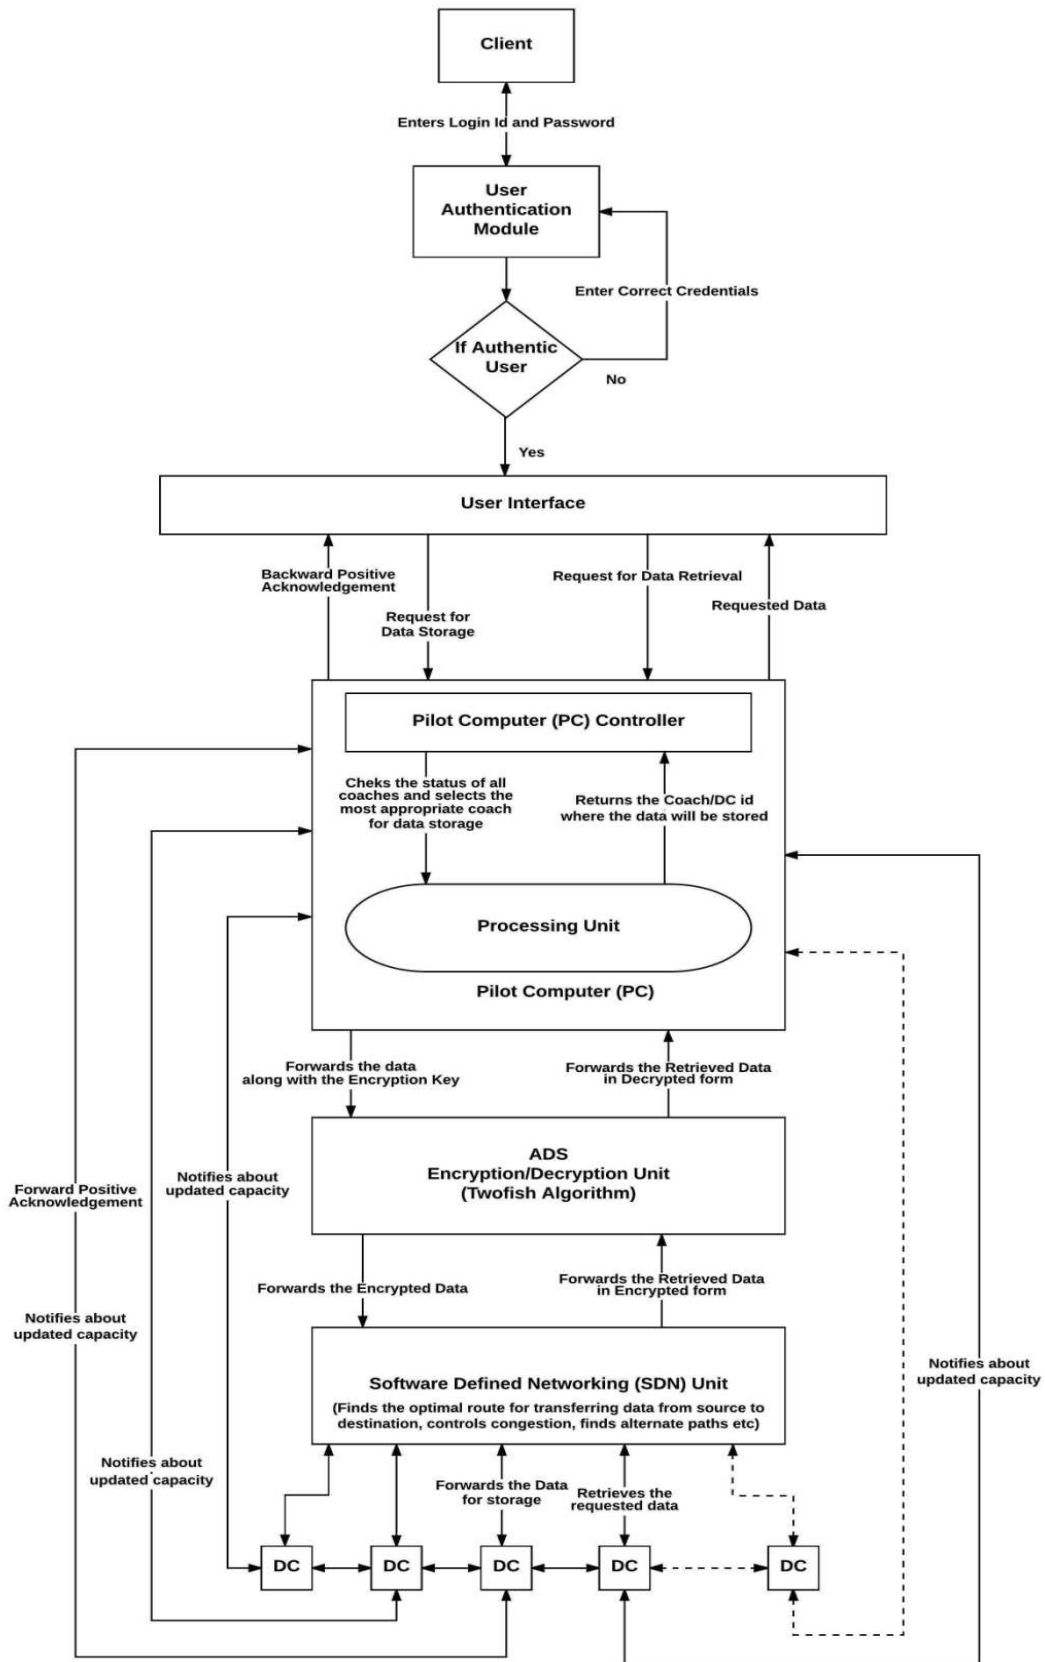 Client
Enters Login Id and Password
User
Authentication
Module
Enter Correct Credentials
If Authentic
User
No
Yes
User Interface
Backward Positive
Acknowledgement
Request for
Data Storage
Request for Data Retrieval
Requested Data
Pilot Computer (PC) Controller
Cheks the status of all
coaches and selects the
most appropriate coach
for data storage
Returns the Coach/DC id
where the data will be stored
Processing Unit
Pilot Computer (PC)
Forwards the data
along with the Encryption Key
Forwards the Retrieved Data
in Decrypted form
ADS
Encryption/Decryption Unit
(Twofish Algorithm)
Notifies about
updated capacity
Forward Positive
Acknowledgement
Forwards the Encrypted Data
Forwards the Retrieved Data
in Encrypted form
Notifies about
updated capacity
Software Defined Networking (SDN) Unit
(Finds the optimal route for transferring data from source to
destination, controls congestion, finds alternate paths etc)
Notifies about
updated capacity
Notifies about
updated capacity
Forwards the Data
for storage
Retrieves the
requested data
DC
DC
DC
DC
DC